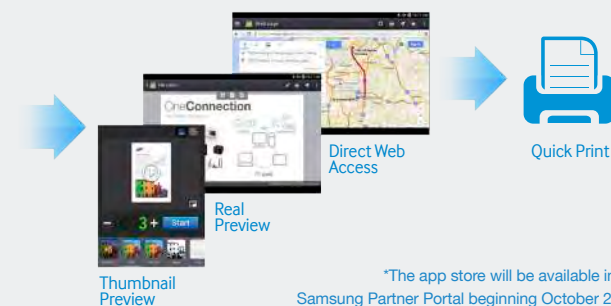 OneConnection
3
Start
Direct Web
Access
Quick Print
Real
Preview
Thumbnail
Preview
*The app store will be available i
Samsung Partner Portal beginning October 2